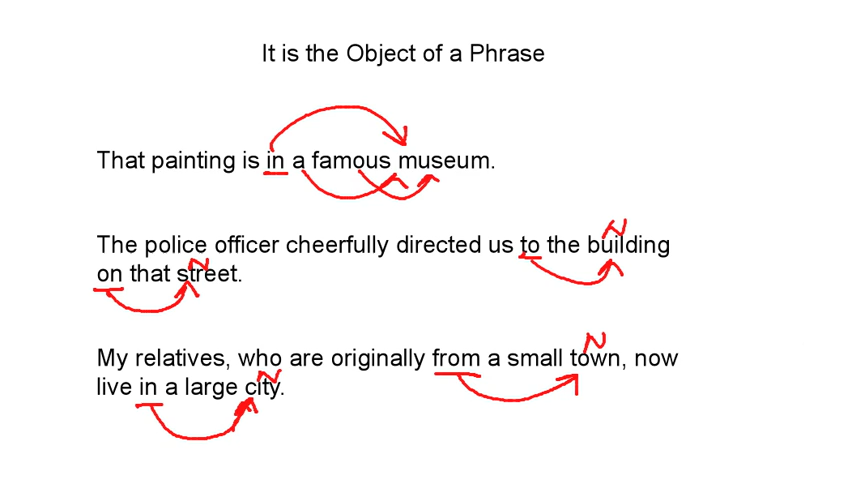 It is the Object of a Phrase
That painting is in a famous museum.
N
The police officer cheerfully directed us to the building
N
on that street.
N
My relatives, who are originally from a small town, now
N
live in a large city.